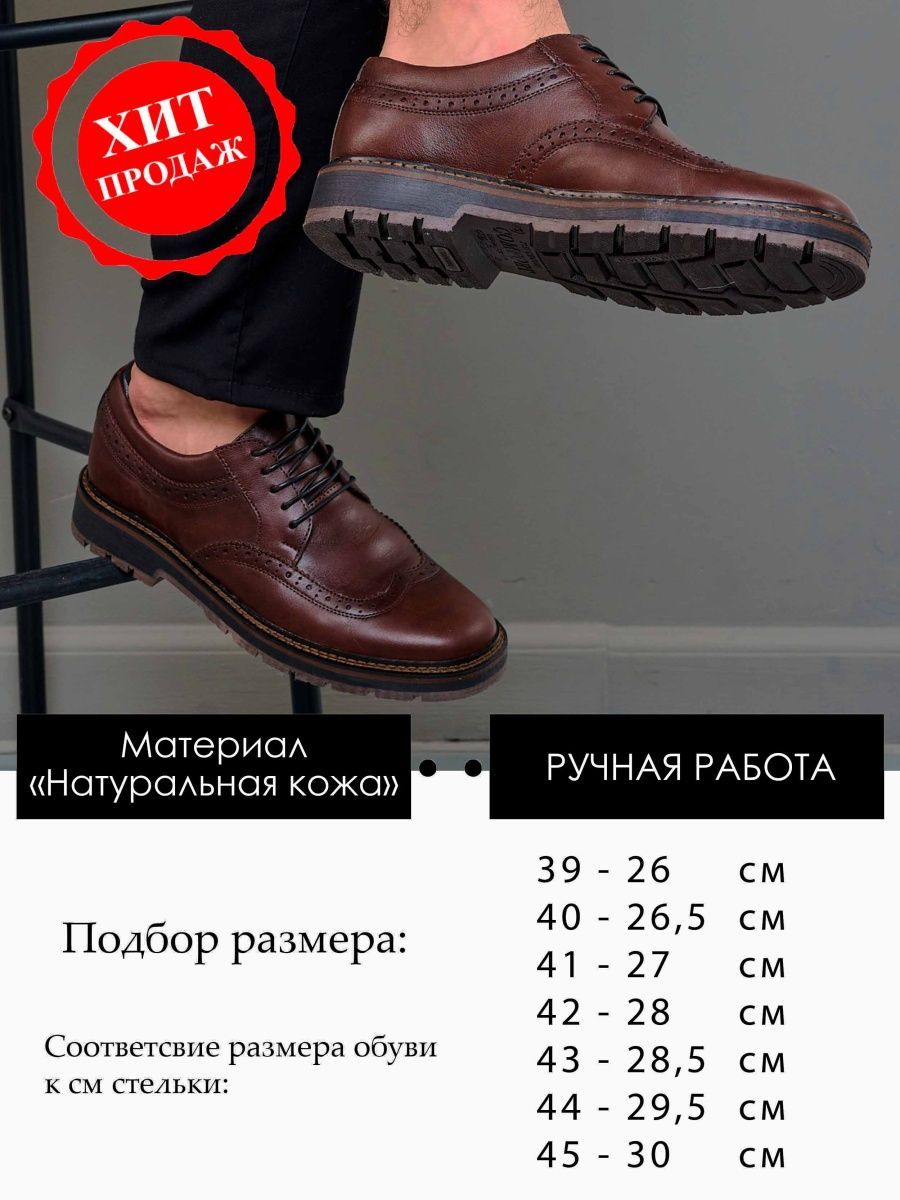 ХИТ
ПРОДАЖ
Материал
«Натуральная кожа»
РУЧНАЯ РАБОТА
Подбор размера:
Соответсвие размера обуви
к см стельки:
39 - 26 см
40 - 26,5 см
41 - 27 см
42 - 28 см
43 - 28,5 см
44 - 29,5 см
45 - 30 см